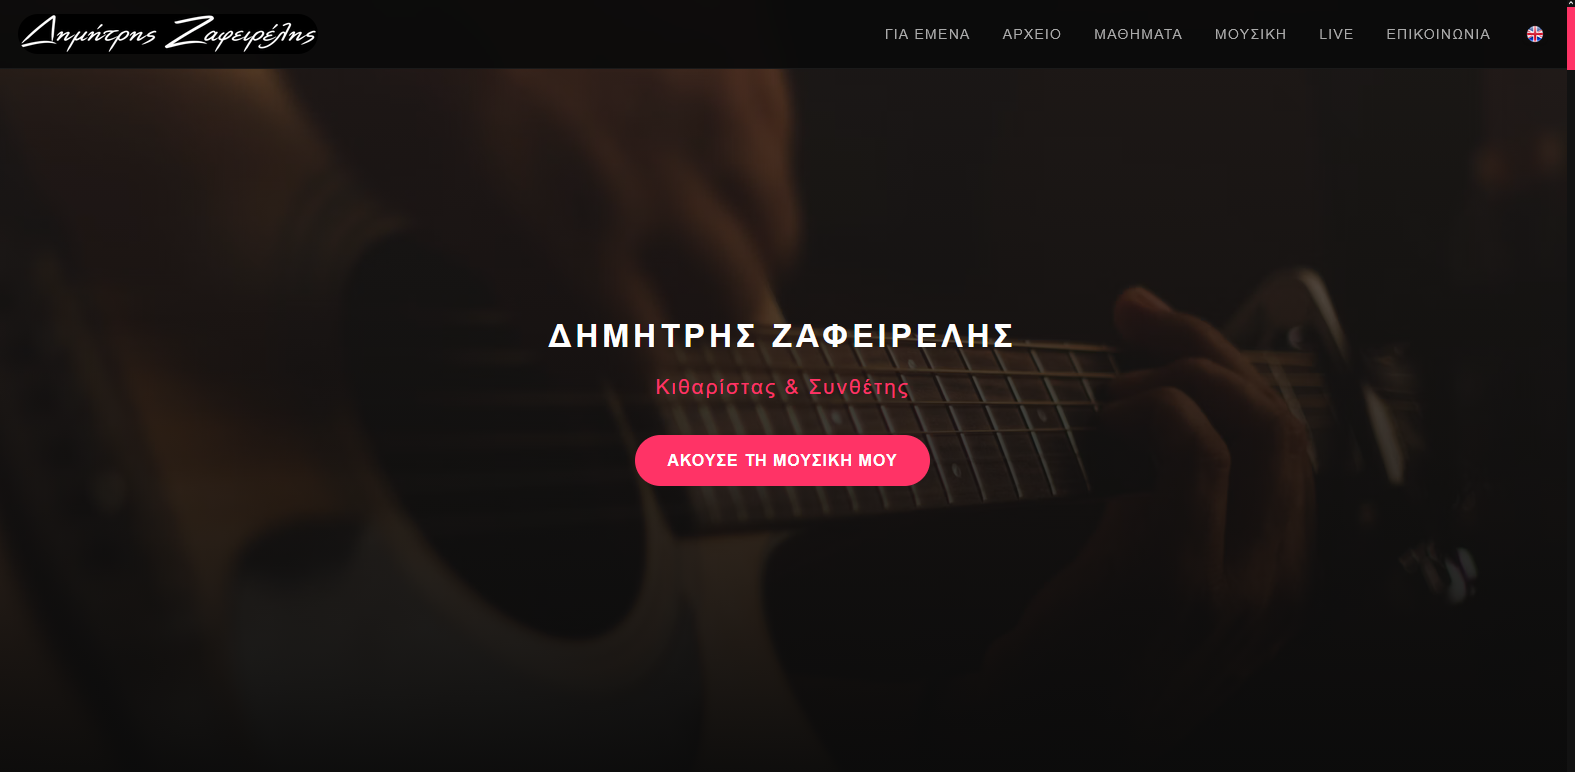 Δημήτρης Ζαφειρέλης
ΓΙΑ ΕΜΕΝΑ ΑΡΧΕΙΟ ΜΑΘΗΜΑΤΑ ΜΟΥΣΙΚΗ LIVE ΕΠΙΚΟΙΝΩΝΙΑ
ΔΗΜΗΤΡΗΣ ΖΑΦΕΙΡΕΛΗΣ
Κιθαρίστας & Συνθέτης
ΑΚΟΥΣΕ ΤΗ ΜΟΥΣΙΚΗ ΜΟΥ